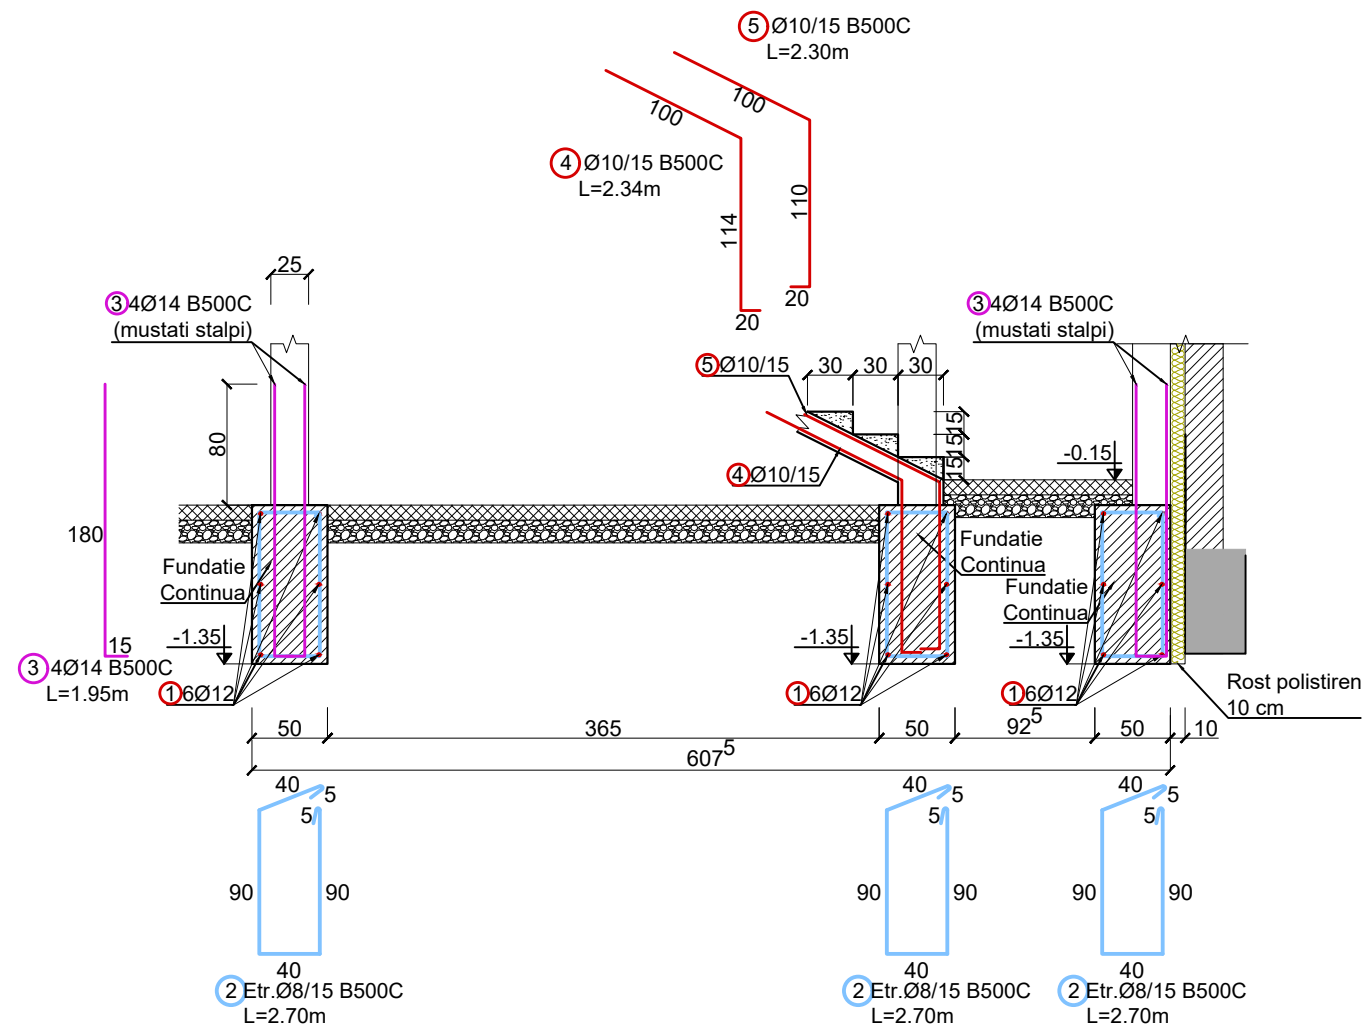 5 Ø10/15 B500C
L=2.30m
100
100
4 Ø10/15 B500C
L=2.34m
110
114
20
20
25
3 4Ø14 B500C
(mustati stalpi)
3 4Ø14 B500C
(mustati stalpi)
5 Ø10/15
30 30 30
80
15
15
15
-0.15
4 Ø10/15
180
Fundatie
Continua
Fundatie
Continua
Fundatie
Continua
-1.35
-1.35
-1.35
15
3 4Ø14 B500C
L=1.95m
1 6Ø12
1 6Ø12
1 6Ø12
Rost polistiren
10 cm
50 365 50 92⁵ 50 10
607⁵
40 5
5
90 90
40
2 Etr.Ø8/15 B500C
L=2.70m
40 5
5
90 90
40
2 Etr.Ø8/15 B500C
L=2.70m
40 5
5
90 90
40
2 Etr.Ø8/15 B500C
L=2.70m